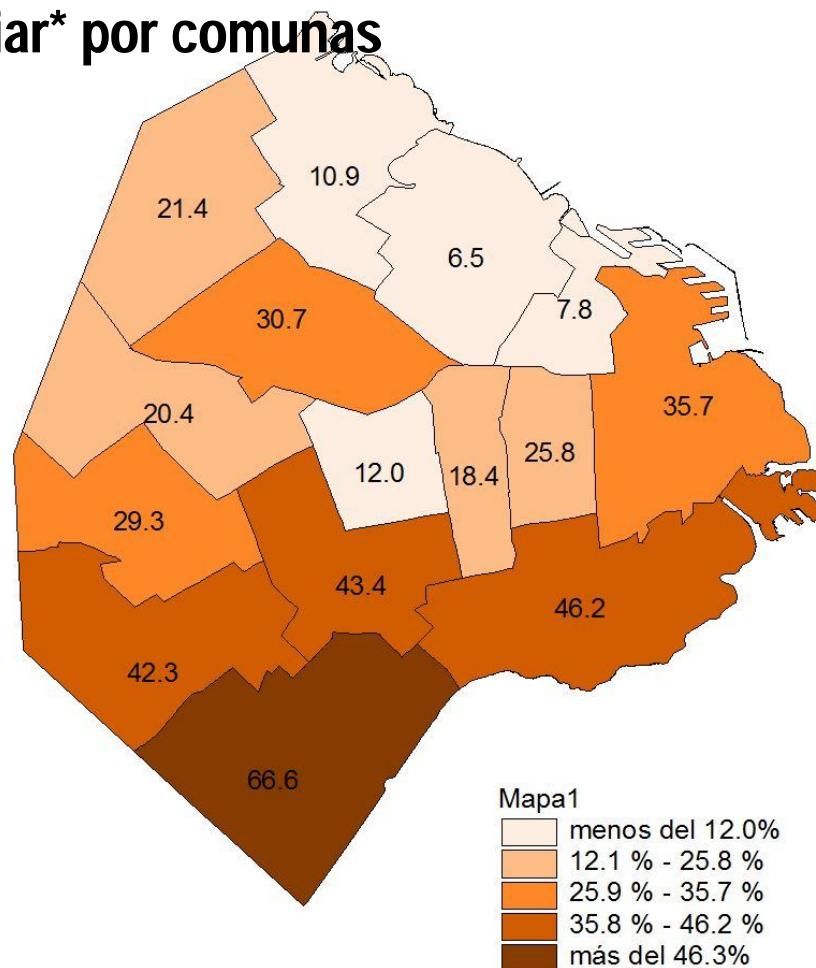 iar* por comunas
10.9
21.4
6.5
7.8
30.7
35.7
20.4
25.8
12.0
18.4
29.3
43.4
46.2
42.3
66.6
Mapa1
menos del 12.0%
12.1 % - 25.8 %
25.9 % - 35.7 %
35.8 % - 46.2 %
más del 46.3%